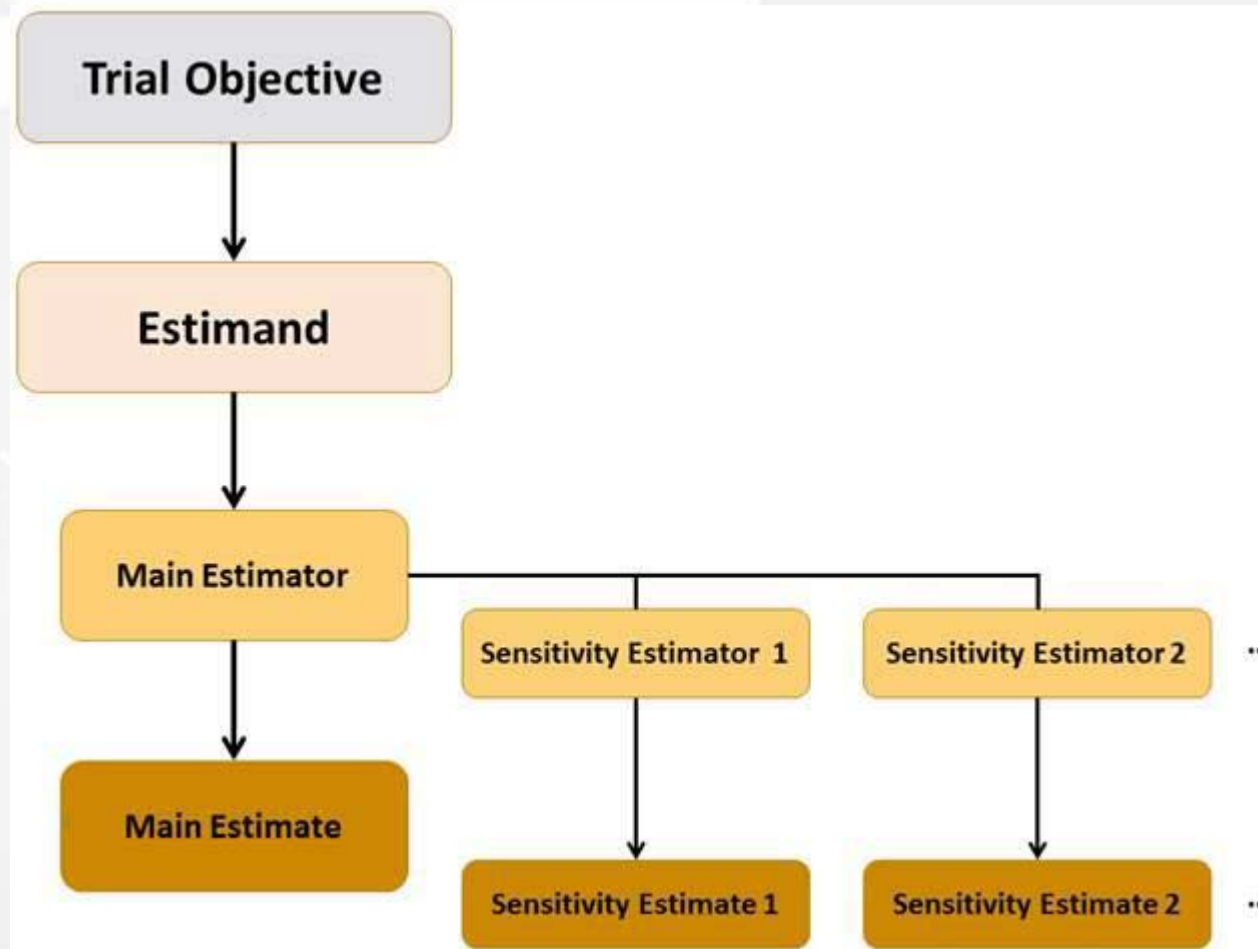 Trial Objective
Estimand
Main Estimator
Sensitivity Estimator 1
Sensitivity Estimator 2
Main Estimate
Sensitivity Estimate 1
Sensitivity Estimate 2